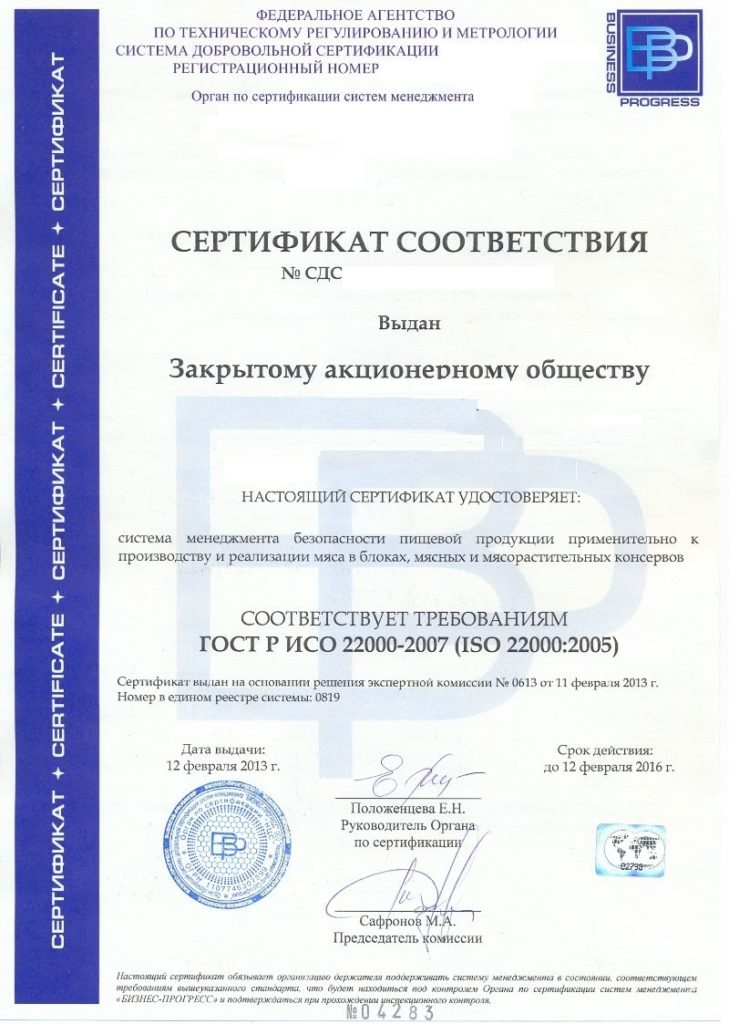 ФЕДЕРАЛЬНОЕ АГЕНТСТВО
ПО ТЕХНИЧЕСКОМУ РЕГУЛИРОВАНИЮ И МЕТРОЛОГИИ
СИСТЕМА ДОБРОВОЛЬНОЙ СЕРТИФИКАЦИИ
РЕГИСТРАЦИОННЫЙ НОМЕР
Орган по сертификации систем менеджмента
BUSINESS
PROGRESS
СЕРТИФИКАТ ✦ CERTIFICATE ✦ СЕРТИФИКАТ ✦ CERTIFICATE ✦ СЕРТИФИКАТ
СЕРТИФИКАТ СООТВЕТСТВИЯ
№ СДС
Выдан
Закрытому акционерному обществу
НАСТОЯЩИЙ СЕРТИФИКАТ УДОСТОВЕРЯЕТ:
система менеджмента безопасности пищевой продукции применительно к
производству и реализации мяса в блоках, мясных и мясорастительных консервов
СООТВЕТСТВУЕТ ТРЕБОВАНИЯМ
ГОСТ Р ИСО 22000-2007 (ISO 22000:2005)
Сертификат выдан на основании решения экспертной комиссии № 0613 от 11 февраля 2013 г.
Номер в едином реестре системы: 0819
Дата выдачи:
12 февраля 2013 г.
Срок действия:
до 12 февраля 2016 г.
Положенцева Е.Н.
Руководитель Органа
по сертификации
02798
Сафронов М.А.
Председатель комиссии
Настоящий сертификат обязывает организацию держателя поддерживать систему менеджмента в состоянии, соответствующем
требованиям вышеуказанного стандарта, что будет находиться под контролем Органа по сертификации систем менеджмента
«БИЗНЕС-ПРОГРЕСС» и подтверждаться при прохождении инспекционного контроля.
№04283